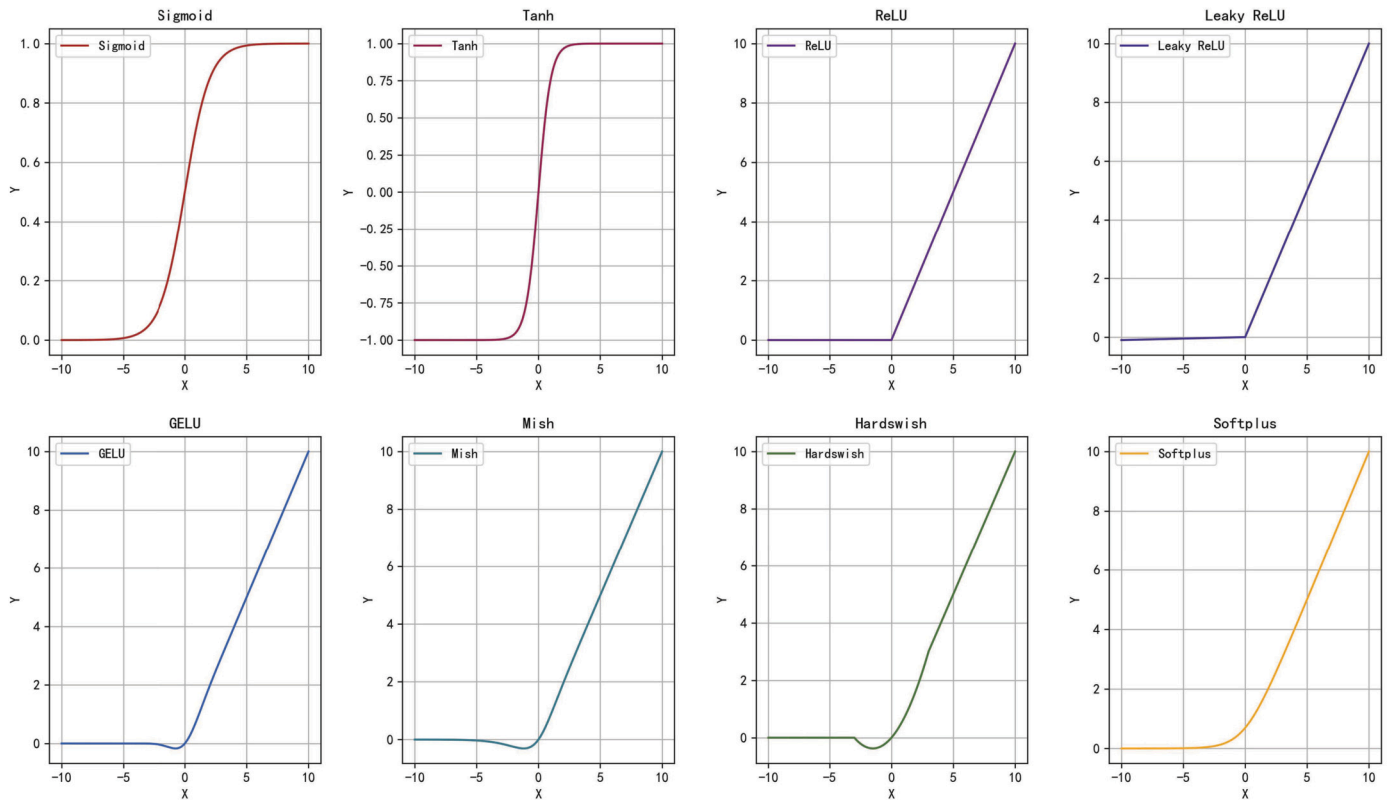 Sigmoid Tanh ReLU Leaky ReLU
Sigmoid Tanh ReLU Leaky ReLU
1.0 1.00 10 10
0.75
0.8 8 8
0.50
0.6 0.25 6 6
Y Y 0.00 Y Y
0.4 -0.25 4 4
-0.50
0.2 2 2
-0.75
0.0 -1.00 0 0
-10 -5 0 5 10 -10 -5 0 5 10 -10 -5 0 5 10 -10 -5 0 5 10
X X X X
GELU Mish Hardswish Softplus
GELU Mish Hardswish Softplus
10 10 10 10
8 8 8 8
6 6 6 6
Y Y Y Y
4 4 4 4
2 2 2 2
0 0 0 0
-10 -5 0 5 10 -10 -5 0 5 10 -10 -5 0 5 10 -10 -5 0 5 10
X X X X